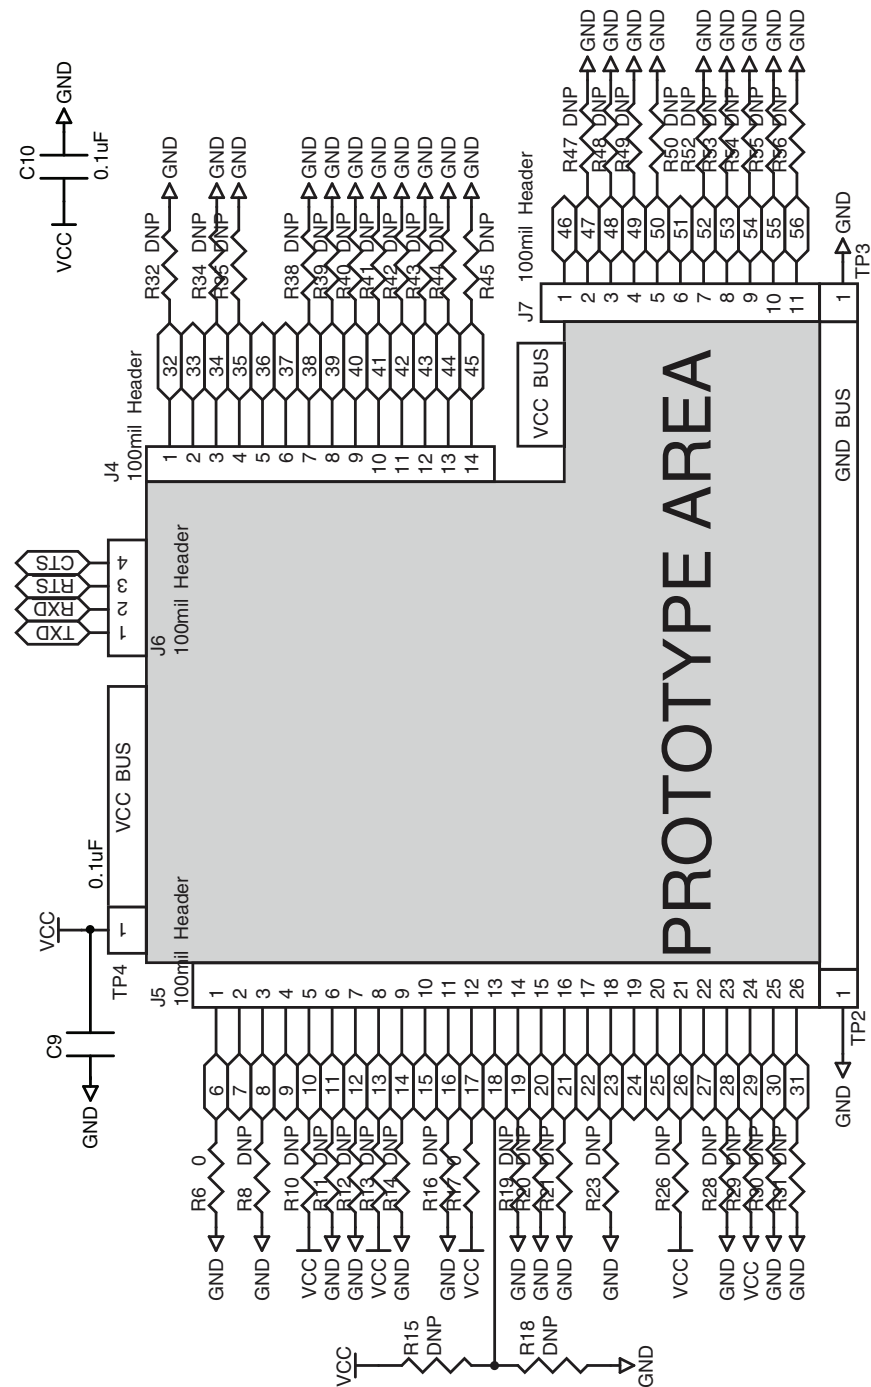 C10
0.1uF
VCC
GND
J4
100mil Header
1 32 R32 DNP GND
2 33
3 34 R34 DNP GND
4 35 R35 DNP GND
5 36
6 37
7 38 R38 DNP GND
8 39 R39 DNP GND
9 40 R40 DNP GND
10 41 R41 DNP GND
11 42 R42 DNP GND
12 43 R43 DNP GND
13 44 R44 DNP GND
14 45 R45 DNP GND
J7
100mil Header
1 46
2 47 R47 DNP GND
3 48 R48 DNP GND
4 49 R49 DNP GND
5 50 R50 DNP GND
6 51
7 52 R52 DNP GND
8 53 R53 DNP GND
9 54 R54 DNP GND
10 55 R55 DNP GND
11 56 R56 DNP GND
1 GND
TP3
VCC BUS
GND BUS
PROTOTYPE AREA
J6
100mil Header
1 TXD
2 RXD
3 RTS
4 CTS
VCC BUS
0.1uF
C9
VCC
GND
1
TP4
J5
100mil Header
1 6 R6 0 GND
2 7
3 8 R8 DNP GND
4 9
5 10 R10 DNP VCC
6 11 R11 DNP GND
7 12 R12 DNP GND
8 13 R13 DNP VCC
9 14 R14 DNP GND
10 15
11 16 R16 DNP GND
12 17 R17 0 VCC
13 18
14 19 R19 DNP GND
15 20 R20 DNP GND
16 21 R21 DNP GND
17 22
18 23 R23 DNP GND
19 24
20 25
21 26 R26 DNP VCC
22 27
23 28 R28 DNP GND
24 29 R29 DNP VCC
25 30 R30 DNP GND
26 31 R31 DNP GND
1 GND
TP2
VCC
R15
DNP
R18
DNP
GND